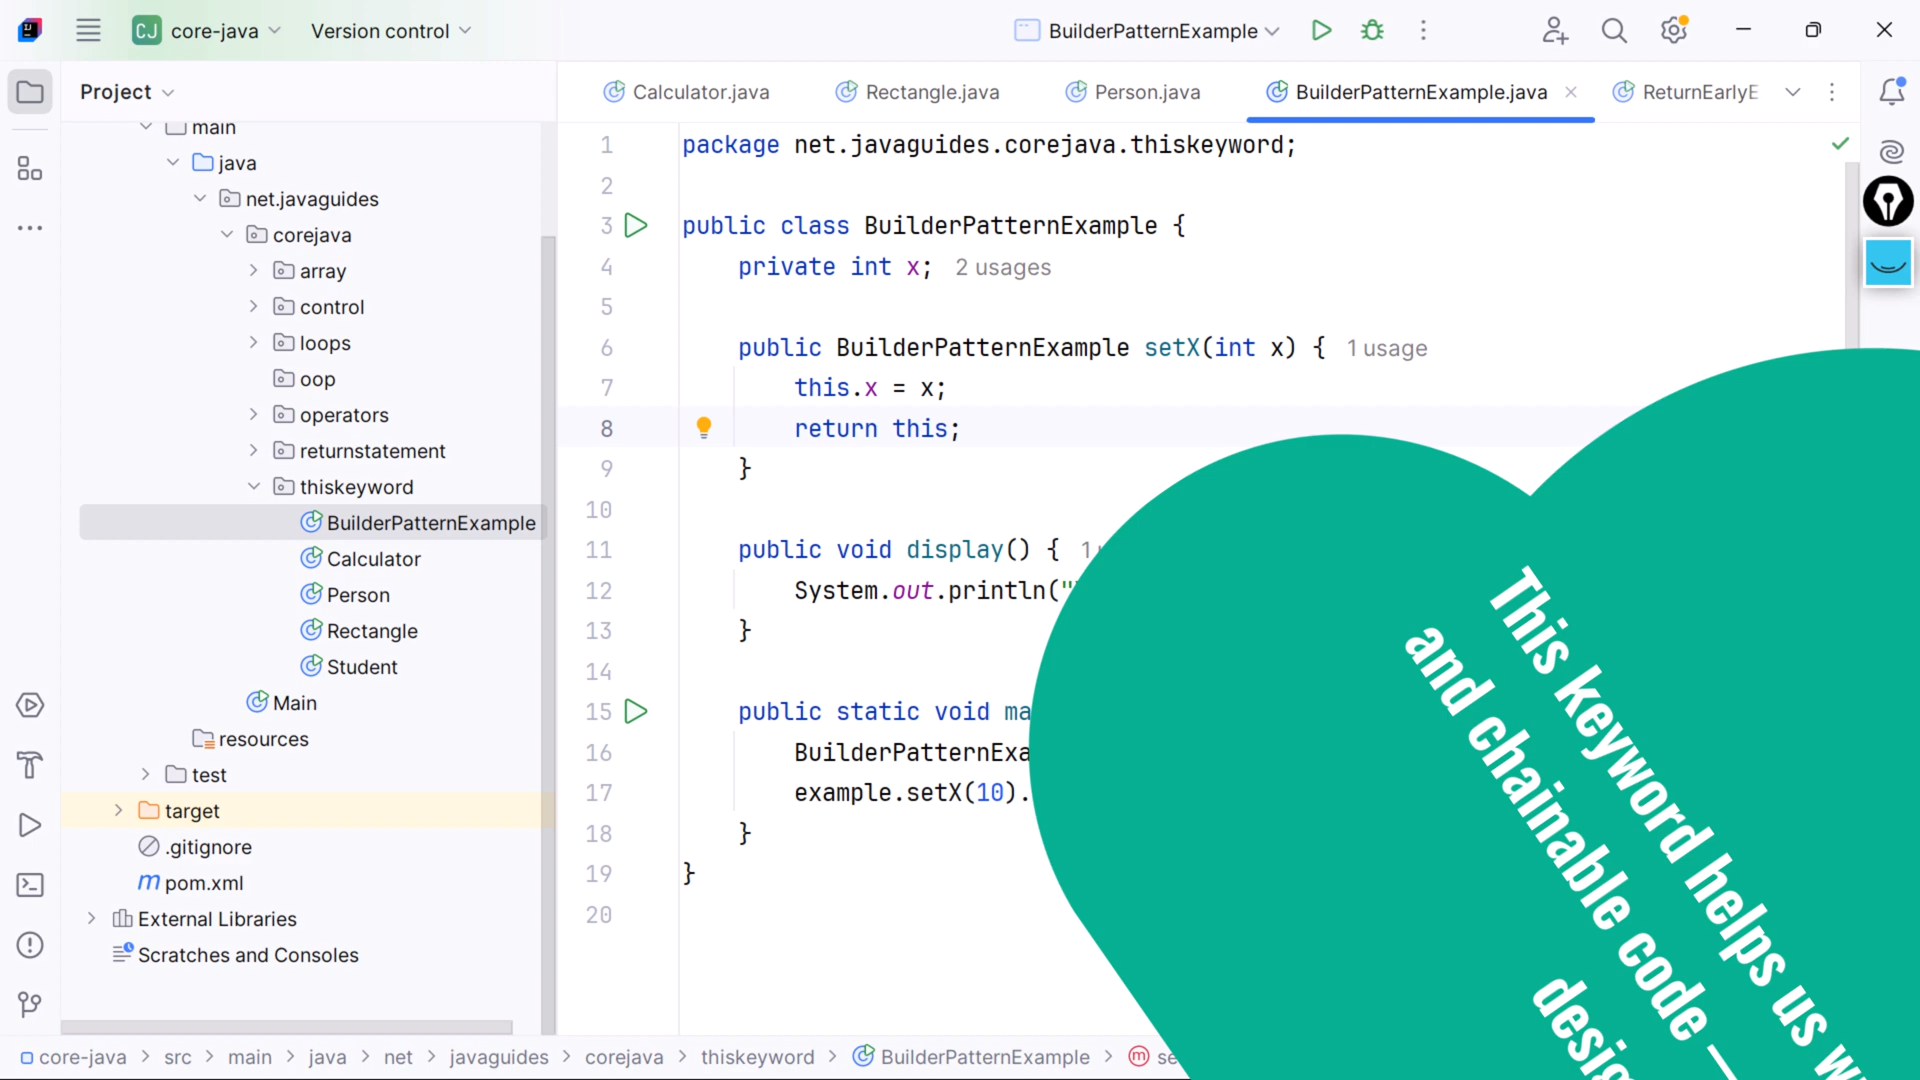 CJ core-java Version control BuilderPatternExample
Project
Calculator.java Rectangle.java Person.java BuilderPatternExample.java ReturnEarlyE
main
java
net.javaguides
corejava
array
control
loops
oop
operators
returnstatement
thiskeyword
BuilderPatternExample
Calculator
Person
Rectangle
Student
Main
resources
test
target
.gitignore
pom.xml
External Libraries
Scratches and Consoles
1 package net.javaguides.corejava.thiskeyword;
2
3 public class BuilderPatternExample {
4 private int x; 2 usages
5
6 public BuilderPatternExample setX(int x) { 1 usage
7 this.x = x;
8 return this;
9 }
10
11 public void display() { 1
12 System.out.println("
13 }
14
15 public static void ma
16 BuilderPatternExa
17 example.setX(10).
18 }
19 }
20
This keyword helps us w
and chainable code —
desig
core-java > src > main > java > net > javaguides > corejava > thiskeyword > BuilderPatternExample > m se